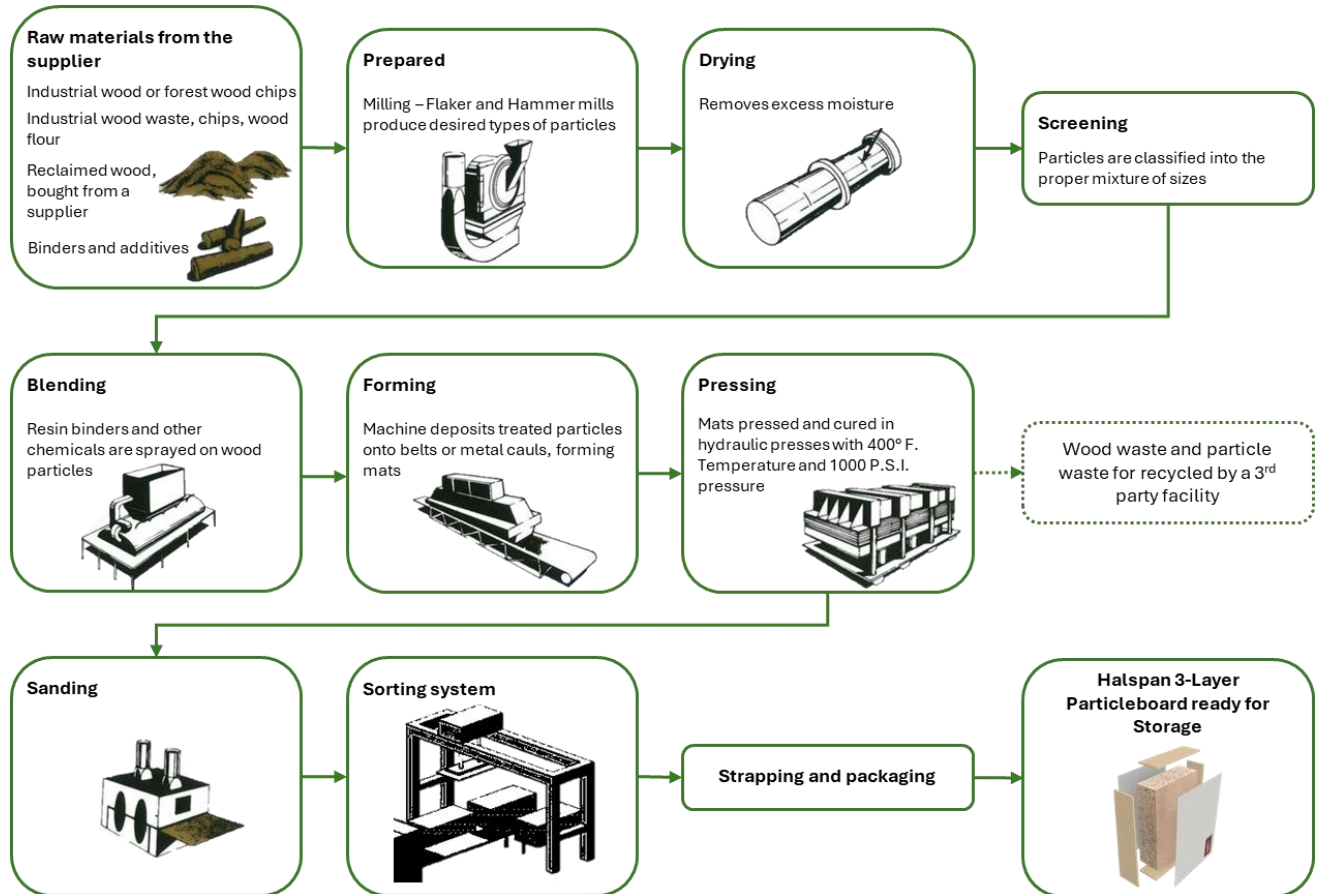 Raw materials from the
supplier
Industrial wood or forest wood chips
Industrial wood waste, chips, wood
flour
Reclaimed wood,
bought from a
supplier
Binders and additives
Prepared
Milling – Flaker and Hammer mills
produce desired types of particles
Drying
Removes excess moisture
Screening
Particles are classified into the
proper mixture of sizes
Blending
Resin binders and other
chemicals are sprayed on wood
particles
Forming
Machine deposits treated particles
onto belts or metal cauls, forming
mats
Pressing
Mats pressed and cured in
hydraulic presses with 400° F.
Temperature and 1000 P.S.I.
pressure
Wood waste and particle
waste for recycled by a 3rd
party facility
Sanding
Sorting system
Strapping and packaging
Halspan 3-Layer
Particleboard ready for
Storage